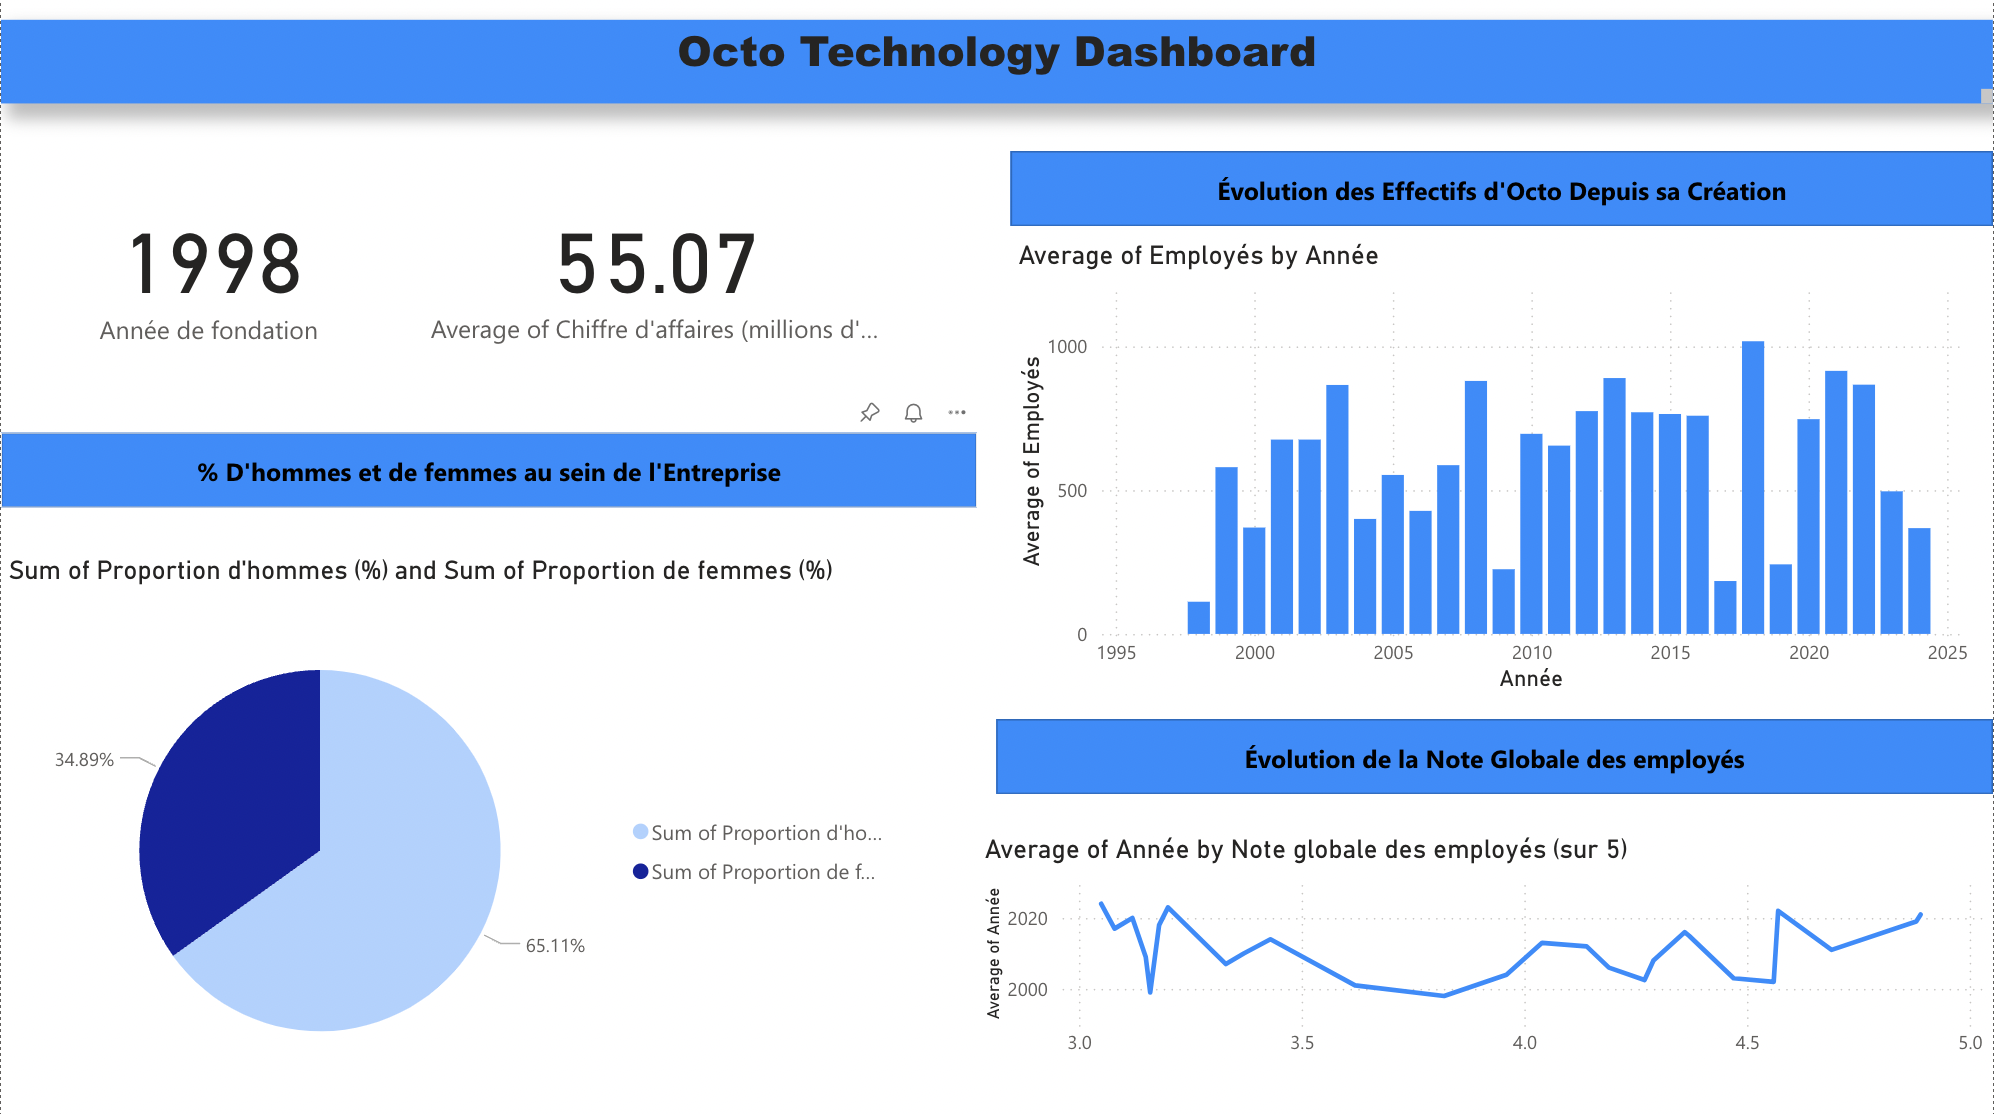 Octo Technology Dashboard
1998
Année de fondation
55.07
Average of Chiffre d'affaires (millions d'...
% D'hommes et de femmes au sein de l'Entreprise
Sum of Proportion d'hommes (%) and Sum of Proportion de femmes (%)
34.89%
65.11%
Sum of Proportion d'ho...
Sum of Proportion de f...
Évolution des Effectifs d'Octo Depuis sa Création
Average of Employés by Année
Average of Employés
1000
500
0
1995 2000 2005 2010 2015 2020 2025
Année
Évolution de la Note Globale des employés
Average of Année by Note globale des employés (sur 5)
Average of Année
2020
2000
3.0 3.5 4.0 4.5 5.0